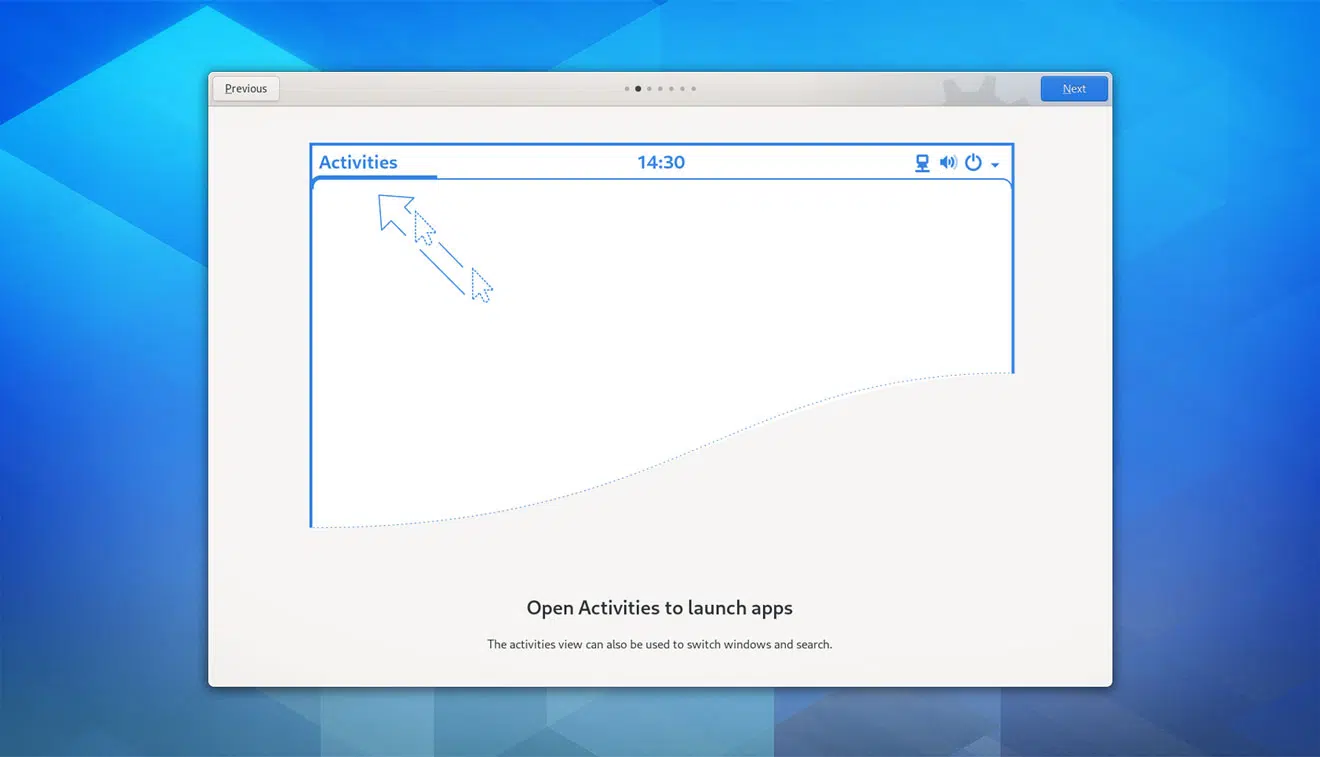 Previous
Next
Activities
14:30
Open Activities to launch apps
The activities view can also be used to switch windows and search.